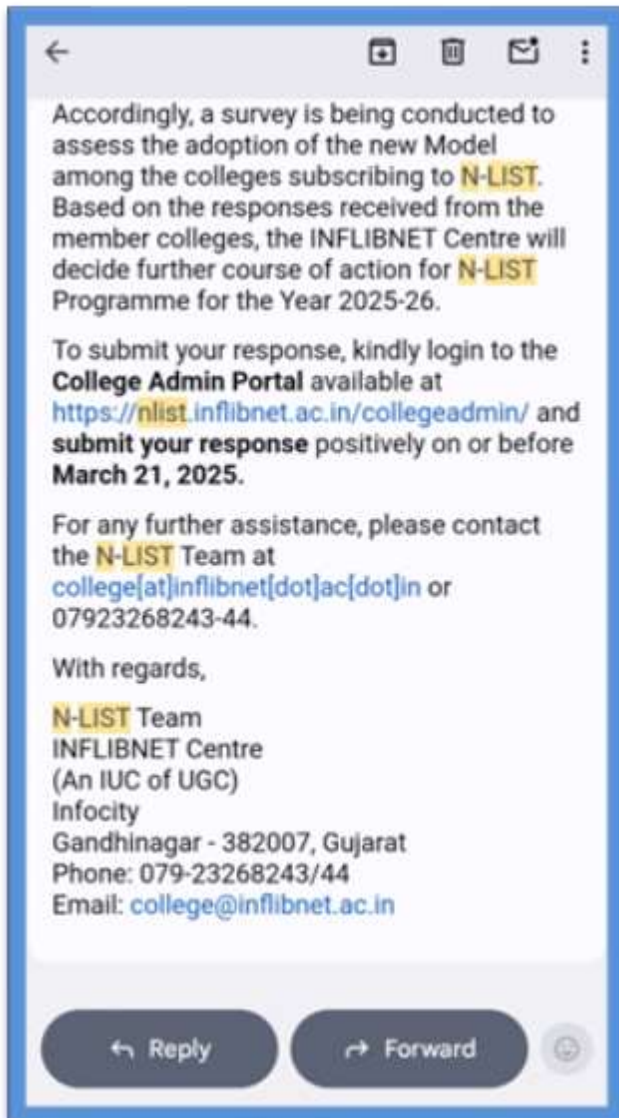 Accordingly, a survey is being conducted to
assess the adoption of the new Model
among the colleges subscribing to N-LIST.
Based on the responses received from the
member colleges, the INFLIBNET Centre will
decide further course of action for N-LIST
Programme for the Year 2025-26.
To submit your response, kindly login to the
College Admin Portal available at
https://nlist.inflibnet.ac.in/collegeadmin/ and
submit your response positively on or before
March 21, 2025.
For any further assistance, please contact
the N-LIST Team at
college[at]inflibnet[dot]ac[dot]in or
07923268243-44.
With regards,
N-LIST Team
INFLIBNET Centre
(An IUC of UGC)
Infocity
Gandhinagar - 382007, Gujarat
Phone: 079-23268243/44
Email: college@inflibnet.ac.in
Reply Forward